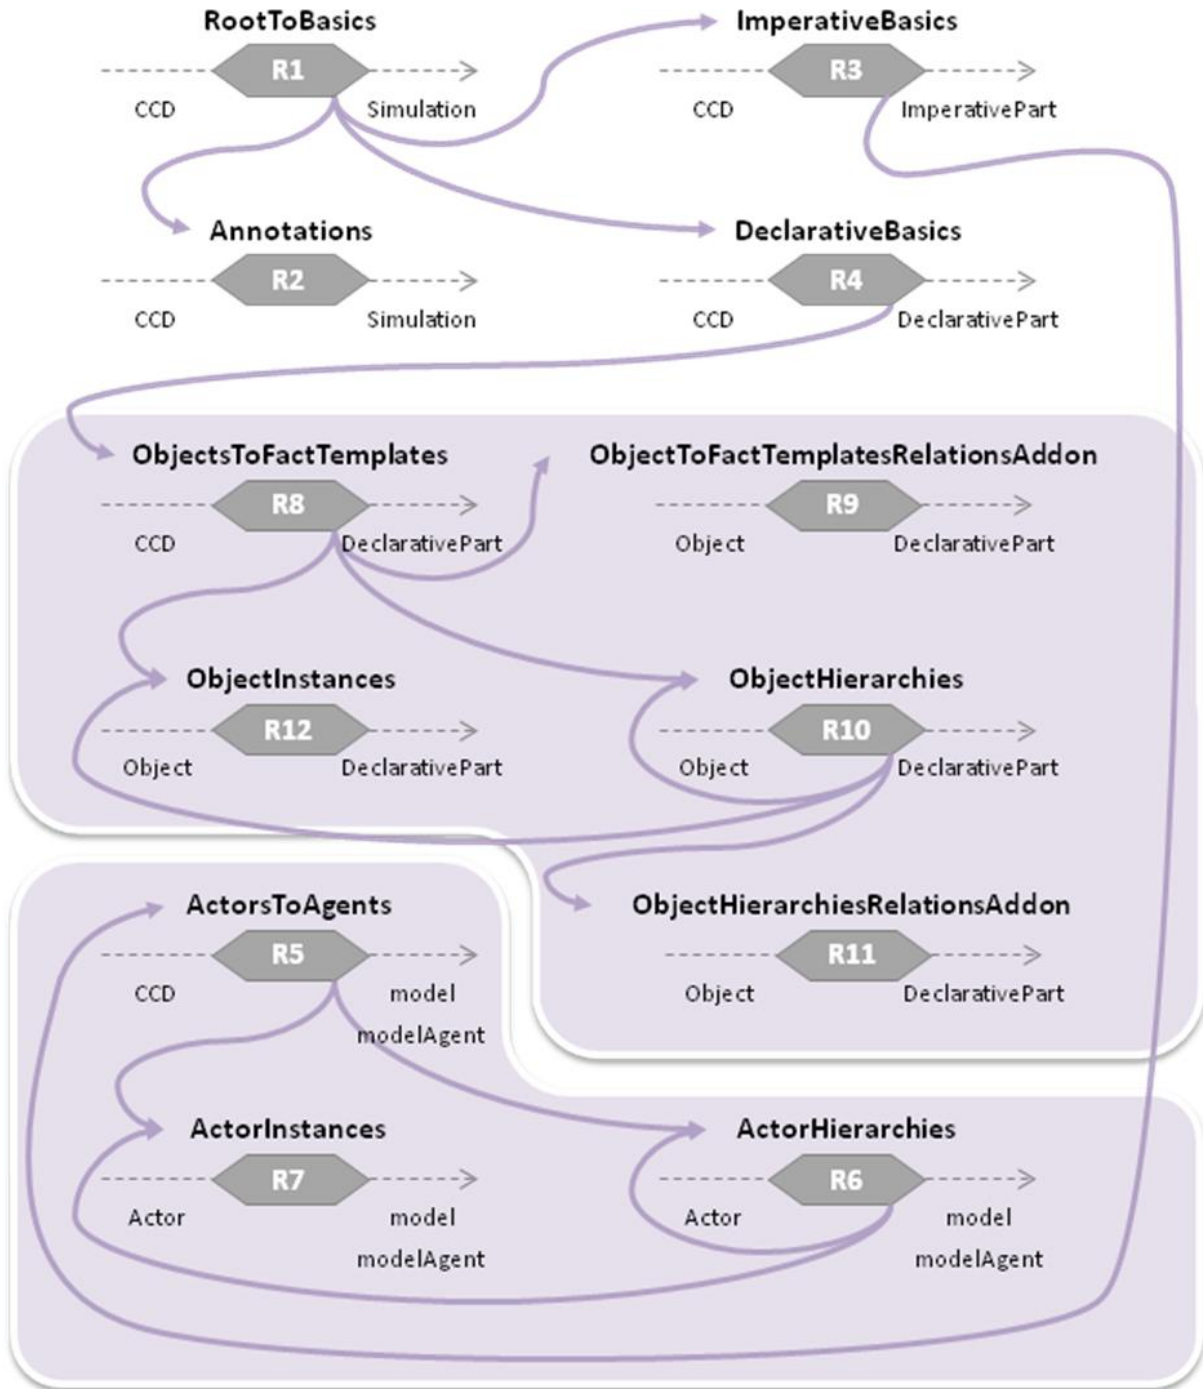 RootToBasics
ImperativeBasics
R1
R3
CCD
Simulation
CCD
ImperativePart
Annotations
DeclarativeBasics
R2
R4
CCD
Simulation
CCD
DeclarativePart
ObjectsToFactTemplates
ObjectToFactTemplatesRelationsAddon
R8
R9
CCD
DeclarativePart
Object
DeclarativePart
ObjectInstances
ObjectHierarchies
R12
R10
Object
DeclarativePart
Object
DeclarativePart
ActorsToAgents
ObjectHierarchiesRelationsAddon
R5
R11
CCD
model
modelAgent
Object
DeclarativePart
ActorInstances
ActorHierarchies
R7
R6
Actor
model
modelAgent
Actor
model
modelAgent